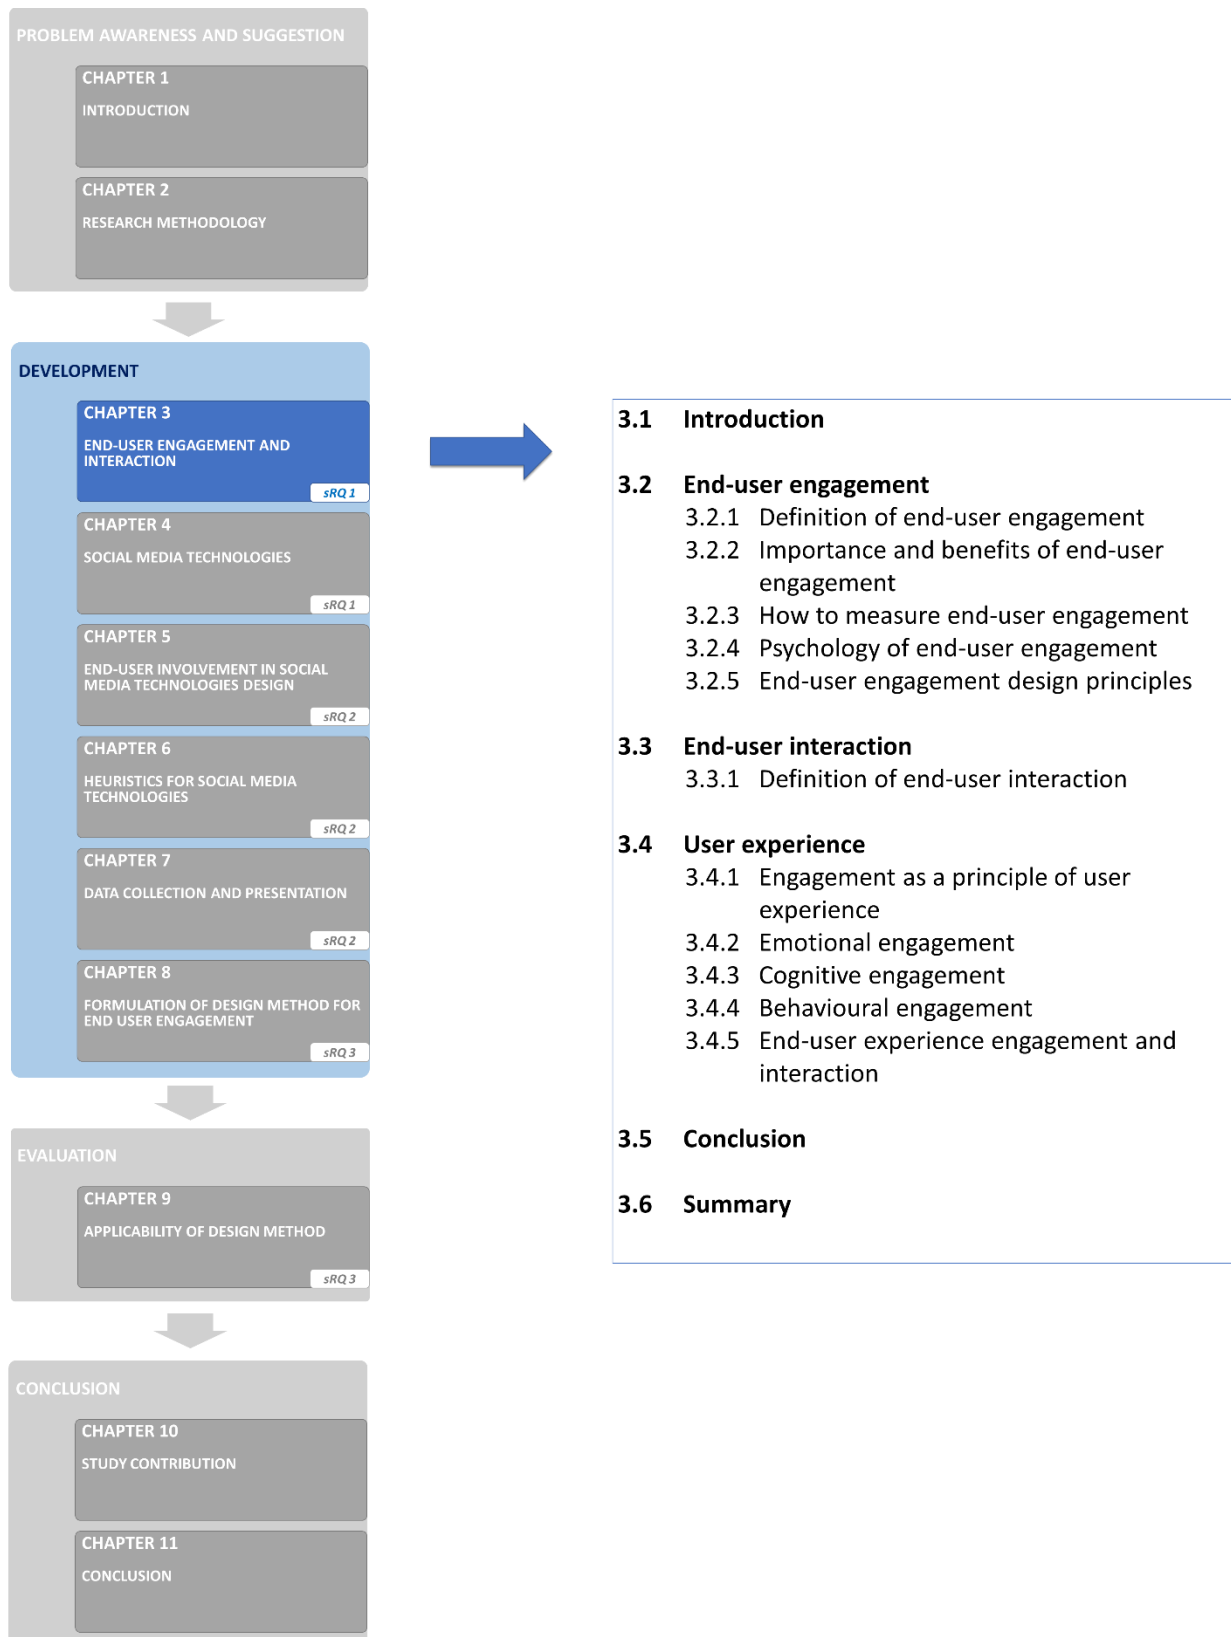 PROBLEM AWARENESS AND SUGGESTION
CHAPTER 1
INTRODUCTION
CHAPTER 2
RESEARCH METHODOLOGY
DEVELOPMENT
CHAPTER 3
END-USER ENGAGEMENT AND
INTERACTION
sRQ 1
CHAPTER 4
SOCIAL MEDIA TECHNOLOGIES
sRQ 1
CHAPTER 5
END-USER INVOLVEMENT IN SOCIAL
MEDIA TECHNOLOGIES DESIGN
sRQ 2
CHAPTER 6
HEURISTICS FOR SOCIAL MEDIA
TECHNOLOGIES
sRQ 2
CHAPTER 7
DATA COLLECTION AND PRESENTATION
sRQ 2
CHAPTER 8
FORMULATION OF DESIGN METHOD FOR
END USER ENGAGEMENT
sRQ 3
EVALUATION
CHAPTER 9
APPLICABILITY OF DESIGN METHOD
sRQ 3
CONCLUSION
CHAPTER 10
STUDY CONTRIBUTION
CHAPTER 11
CONCLUSION
3.1 Introduction
3.2 End-user engagement
3.2.1 Definition of end-user engagement
3.2.2 Importance and benefits of end-user
engagement
3.2.3 How to measure end-user engagement
3.2.4 Psychology of end-user engagement
3.2.5 End-user engagement design principles
3.3 End-user interaction
3.3.1 Definition of end-user interaction
3.4 User experience
3.4.1 Engagement as a principle of user
experience
3.4.2 Emotional engagement
3.4.3 Cognitive engagement
3.4.4 Behavioural engagement
3.4.5 End-user experience engagement and
interaction
3.5 Conclusion
3.6 Summary